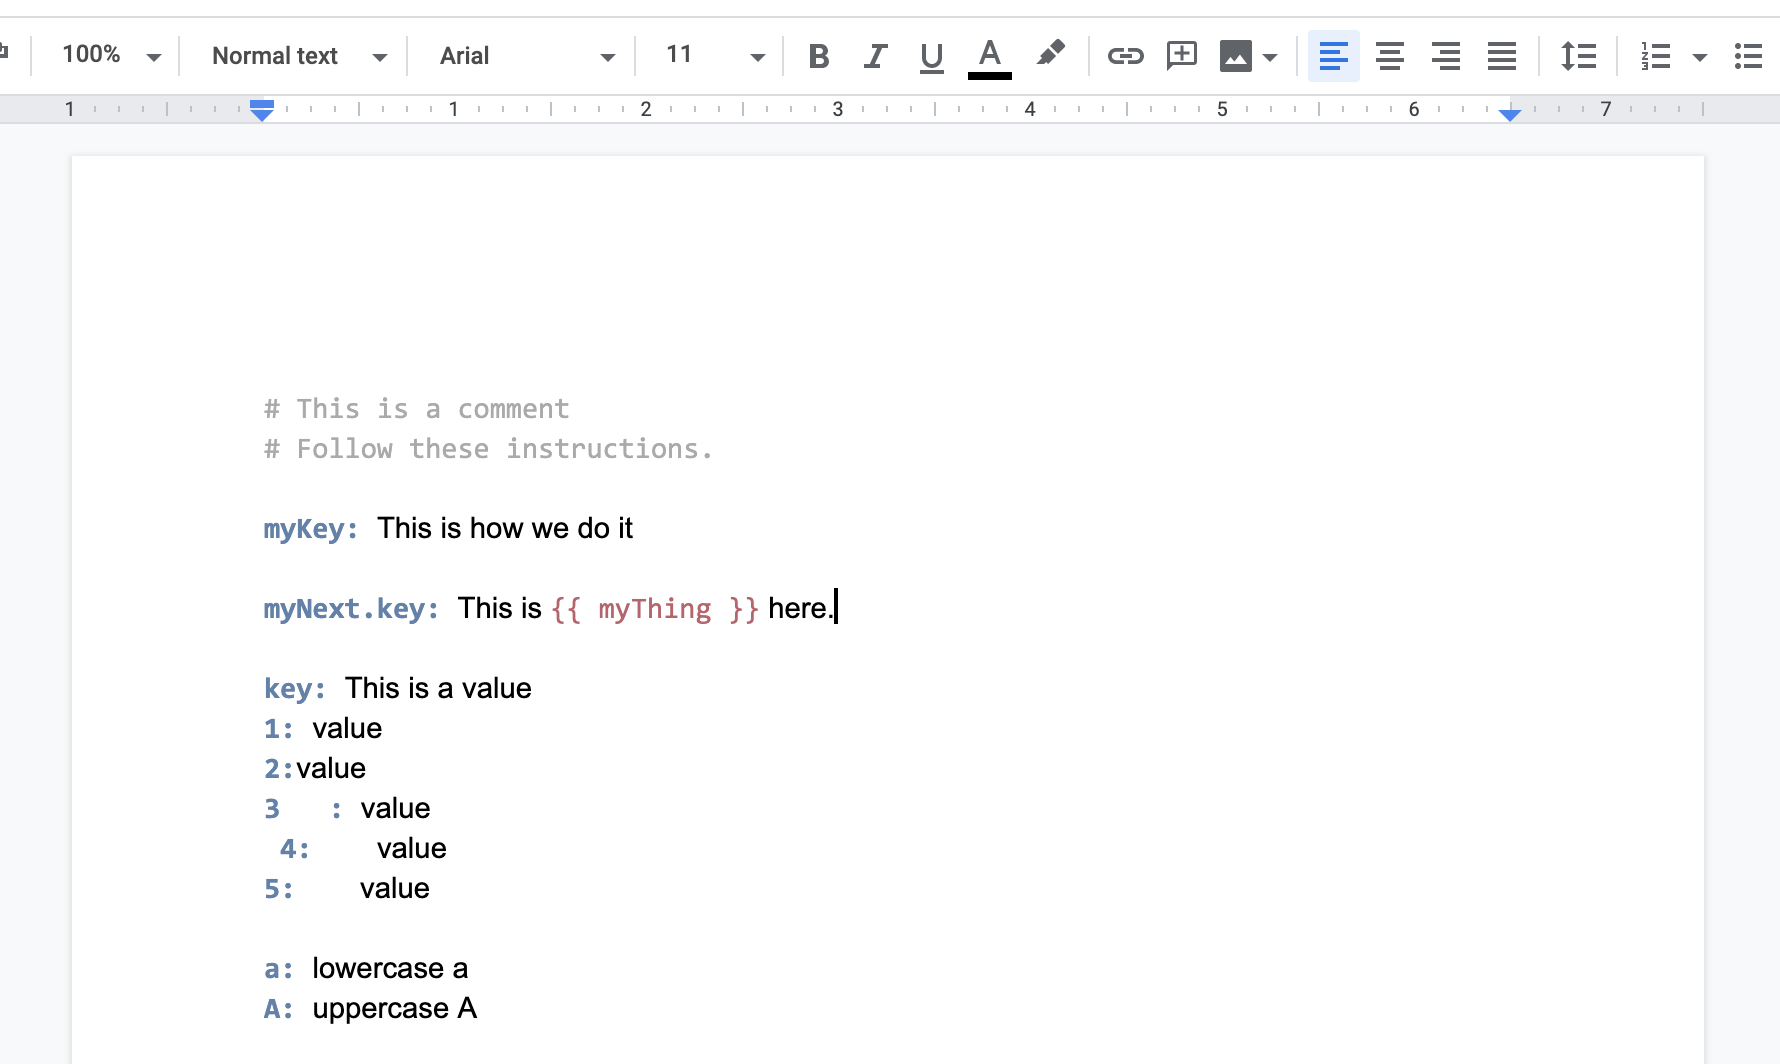 100% Normal text Arial 11 B I U A
1 1 2 3 4 5 6 7
# This is a comment
# Follow these instructions.
myKey: This is how we do it
myNext.key: This is {{ myThing }} here.
key: This is a value
1: value
2:value
3   : value
 4:    value
5:    value
a: lowercase a
A: uppercase A